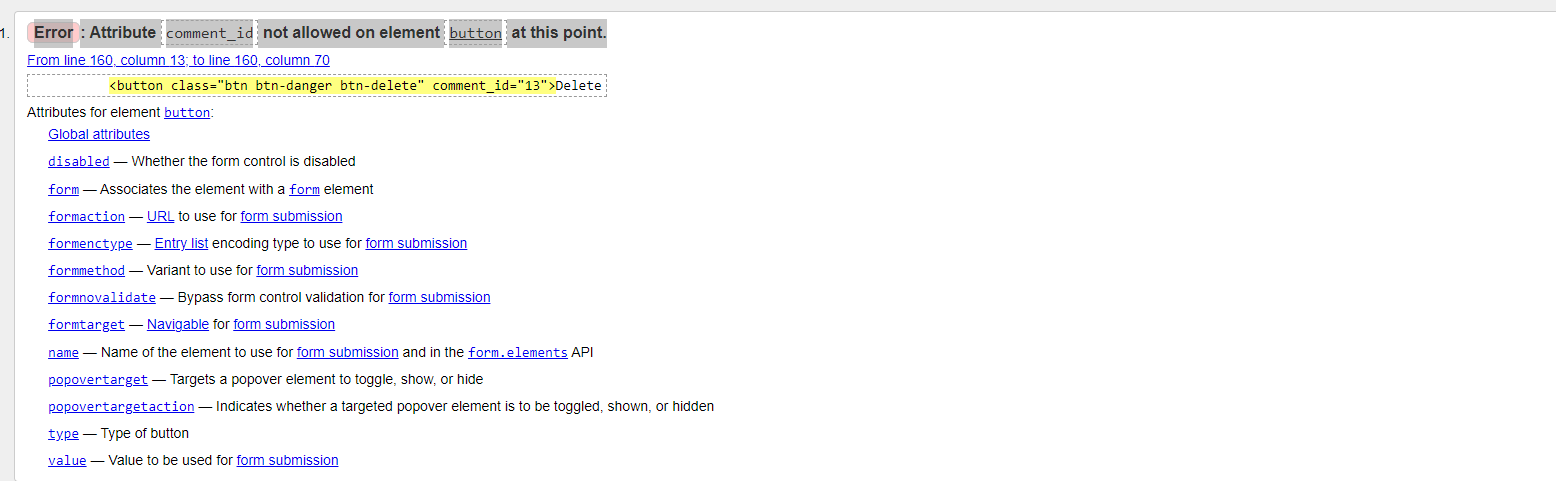 1. Error: Attribute comment_id not allowed on element button at this point.
From line 160, column 13; to line 160, column 70
<button class="btn btn-danger btn-delete" comment_id="13">Delete
Attributes for element button:
Global attributes
disabled — Whether the form control is disabled
form — Associates the element with a form element
formaction — URL to use for form submission
formenctype — Entry list encoding type to use for form submission
formmethod — Variant to use for form submission
formnovalidate — Bypass form control validation for form submission
formtarget — Navigable for form submission
name — Name of the element to use for form submission and in the form.elements API
popovertarget — Targets a popover element to toggle, show, or hide
popovertargetaction — Indicates whether a targeted popover element is to be toggled, shown, or hidden
type — Type of button
value — Value to be used for form submission